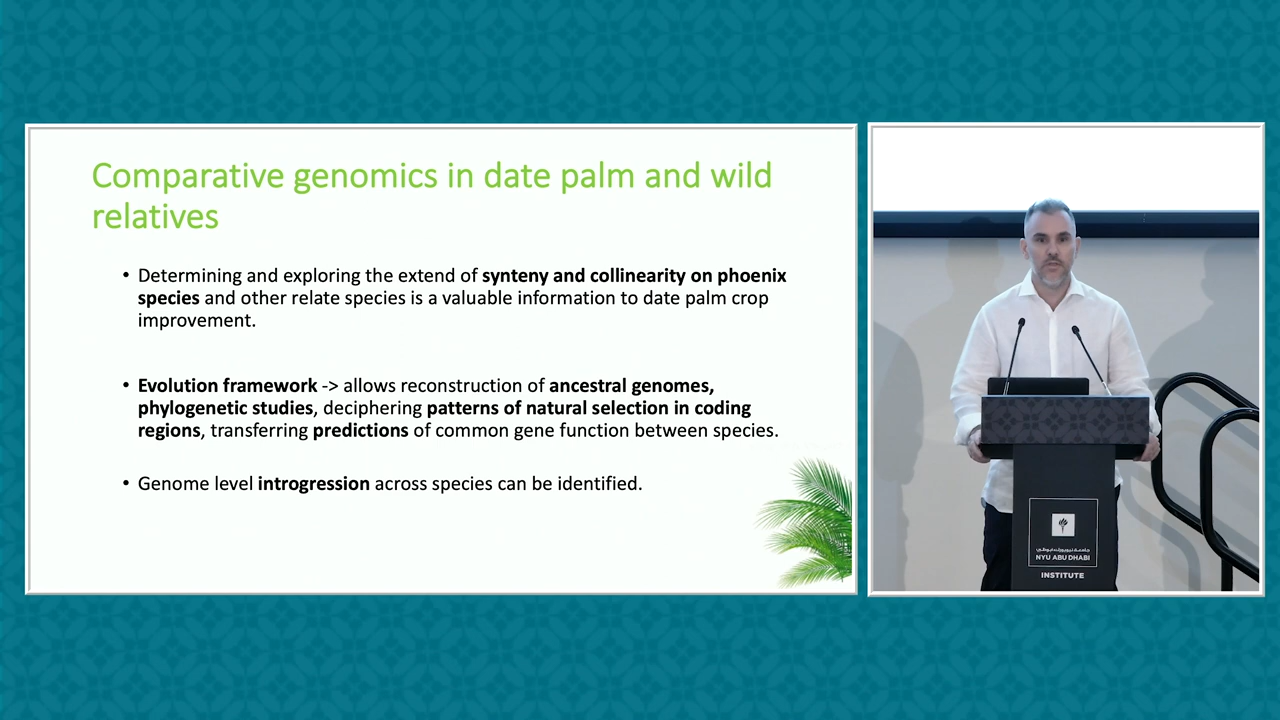 Comparative genomics in date palm and wild
relatives
• Determining and exploring the extend of synteny and collinearity on phoenix
species and other relate species is a valuable information to date palm crop
improvement.
• Evolution framework -> allows reconstruction of ancestral genomes,
phylogenetic studies, deciphering patterns of natural selection in coding
regions, transferring predictions of common gene function between species.
• Genome level introgression across species can be identified.
جامعة نيويورك أبوظبي
NYU ABU DHABI
INSTITUTE